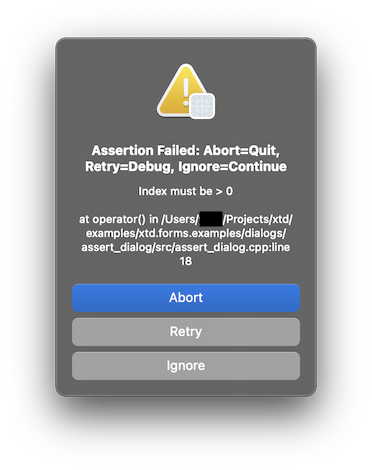 Assertion Failed: Abort=Quit,
Retry=Debug, Ignore=Continue
Index must be > 0
at operator() in /Users/ /Projects/xtd/
examples/xtd.forms.examples/dialogs/
assert_dialog/src/assert_dialog.cpp:line
18
Abort
Retry
Ignore